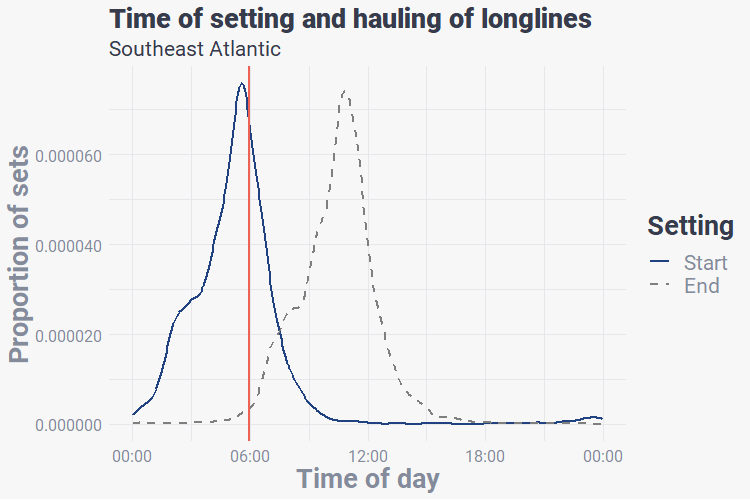 Time of setting and hauling of longlines
Southeast Atlantic
Proportion of sets
0.000060
0.000040
0.000020
0.000000
00:00 06:00 12:00 18:00 00:00
Time of day
Setting
Start
End